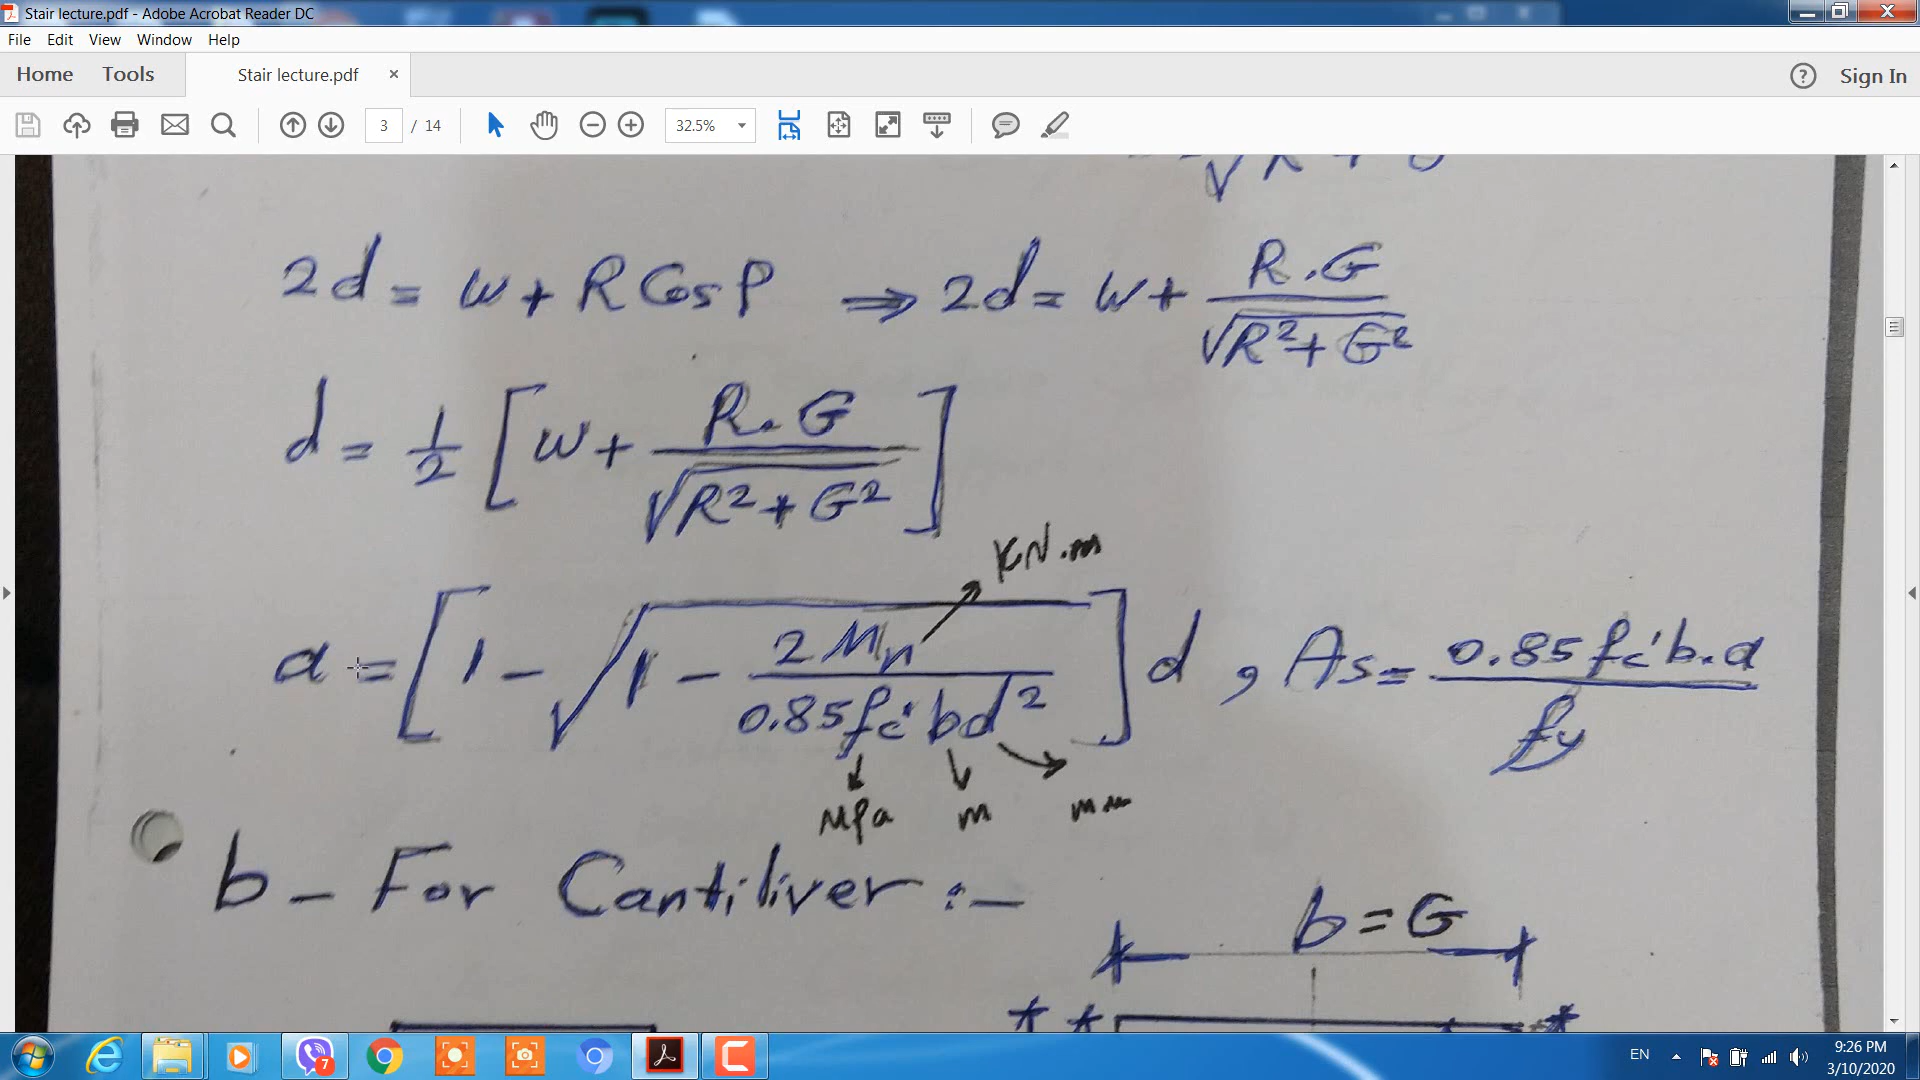 Stair lecture.pdf - Adobe Acrobat Reader DC
File Edit View Window Help
Home Tools Stair lecture.pdf × ? Sign In
3 / 14 32.5%
2d = w + R Cos P ⇒ 2d = w + R.G / √R²+G²
d = 1/2 [ w + R.G / √R²+G² ]
KN.m
a = [ 1 - √1 - 2Mn / 0.85fc'bd² ] d , As = 0.85fc'b.a / fy
MPa m mm
b - For Cantiliver :-
b = G
7
EN
9:26 PM
3/10/2020